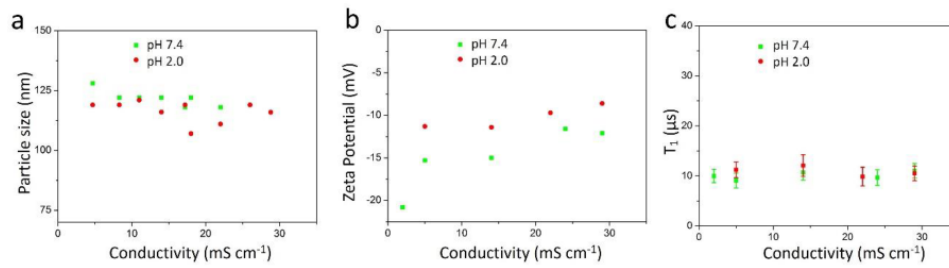 a
pH 7.4
pH 2.0
150
125
100
75
Particle size (nm)
0
10
20
30
Conductivity (mS cm⁻¹)
b
pH 7.4
pH 2.0
0
-5
-10
-15
-20
Zeta Potential (mV)
0
10
20
30
Conductivity (mS cm⁻¹)
c
pH 7.4
pH 2.0
40
30
20
10
0
T₁ (µs)
0
10
20
30
Conductivity (mS cm⁻¹)